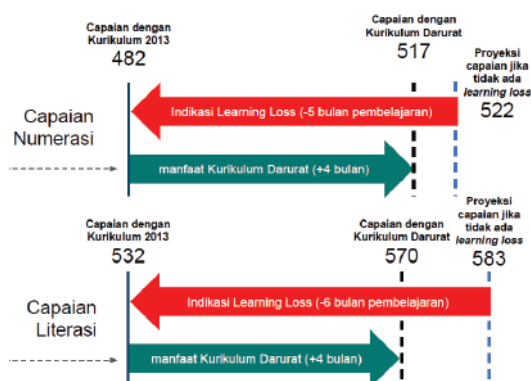 Capaian dengan
Kurikulum 2013
482
Capaian dengan
Kurikulum Darurat
517
Proyeksi
capaian jika
tidak ada
learning loss
522
Capaian
Numerasi
Indikasi Learning Loss (-5 bulan pembelajaran)
manfaat Kurikulum Darurat (+4 bulan)
Capaian dengan
Kurikulum 2013
532
Capaian dengan
Kurikulum Darurat
570
Proyeksi
capaian jika
tidak ada
learning loss
583
Capaian
Literasi
Indikasi Learning Loss (-6 bulan pembelajaran)
manfaat Kurikulum Darurat (+4 bulan)